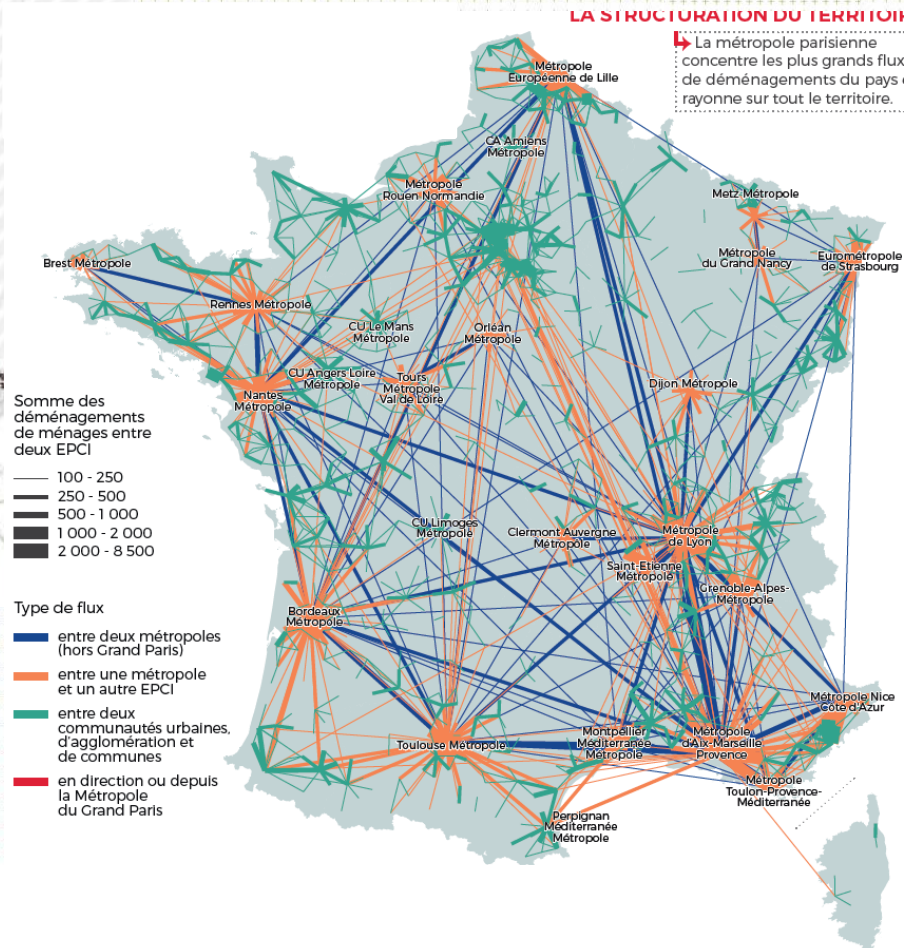 LA STRUCTURATION DU TERRITOIR
La métropole parisienne
concentre les plus grands flux
de déménagements du pays
rayonne sur tout le territoire.
Métropole
Européenne de Lille
CA Amiens
Métropole
Métropole
Rouen Normandie
Metz Métropole
Métropole
du Grand Nancy
Eurométropole
de Strasbourg
Brest Métropole
Rennes Métropole
CU Le Mans
Métropole
Orléan
Métropole
CU Angers Loire
Métropole
Tours
Métropole
Val de Loire
Nantes
Métropole
Dijon Métropole
Somme des
déménagements
de ménages entre
deux EPCI
100 - 250
250 - 500
500 - 1 000
1 000 - 2 000
2 000 - 8 500
CU Limoges
Métropole
Clermont Auvergne
Métropole
Métropole
de Lyon
Saint-Etienne
Métropole
Grenoble-Alpes-
Métropole
Bordeaux
Métropole
Type de flux
entre deux métropoles
(hors Grand Paris)
entre une métropole
et un autre EPCI
entre deux
communautés urbaines,
d'agglomération et
de communes
en direction ou depuis
la Métropole
du Grand Paris
Métropole Nice
Côte d'Azur
Toulouse Métropole
Montpellier
Méditerranée
Métropole
Métropole
d'Aix-Marseille
Provence
Métropole
Toulon-Provence-
Méditerranée
Perpignan
Méditerranée
Métropole